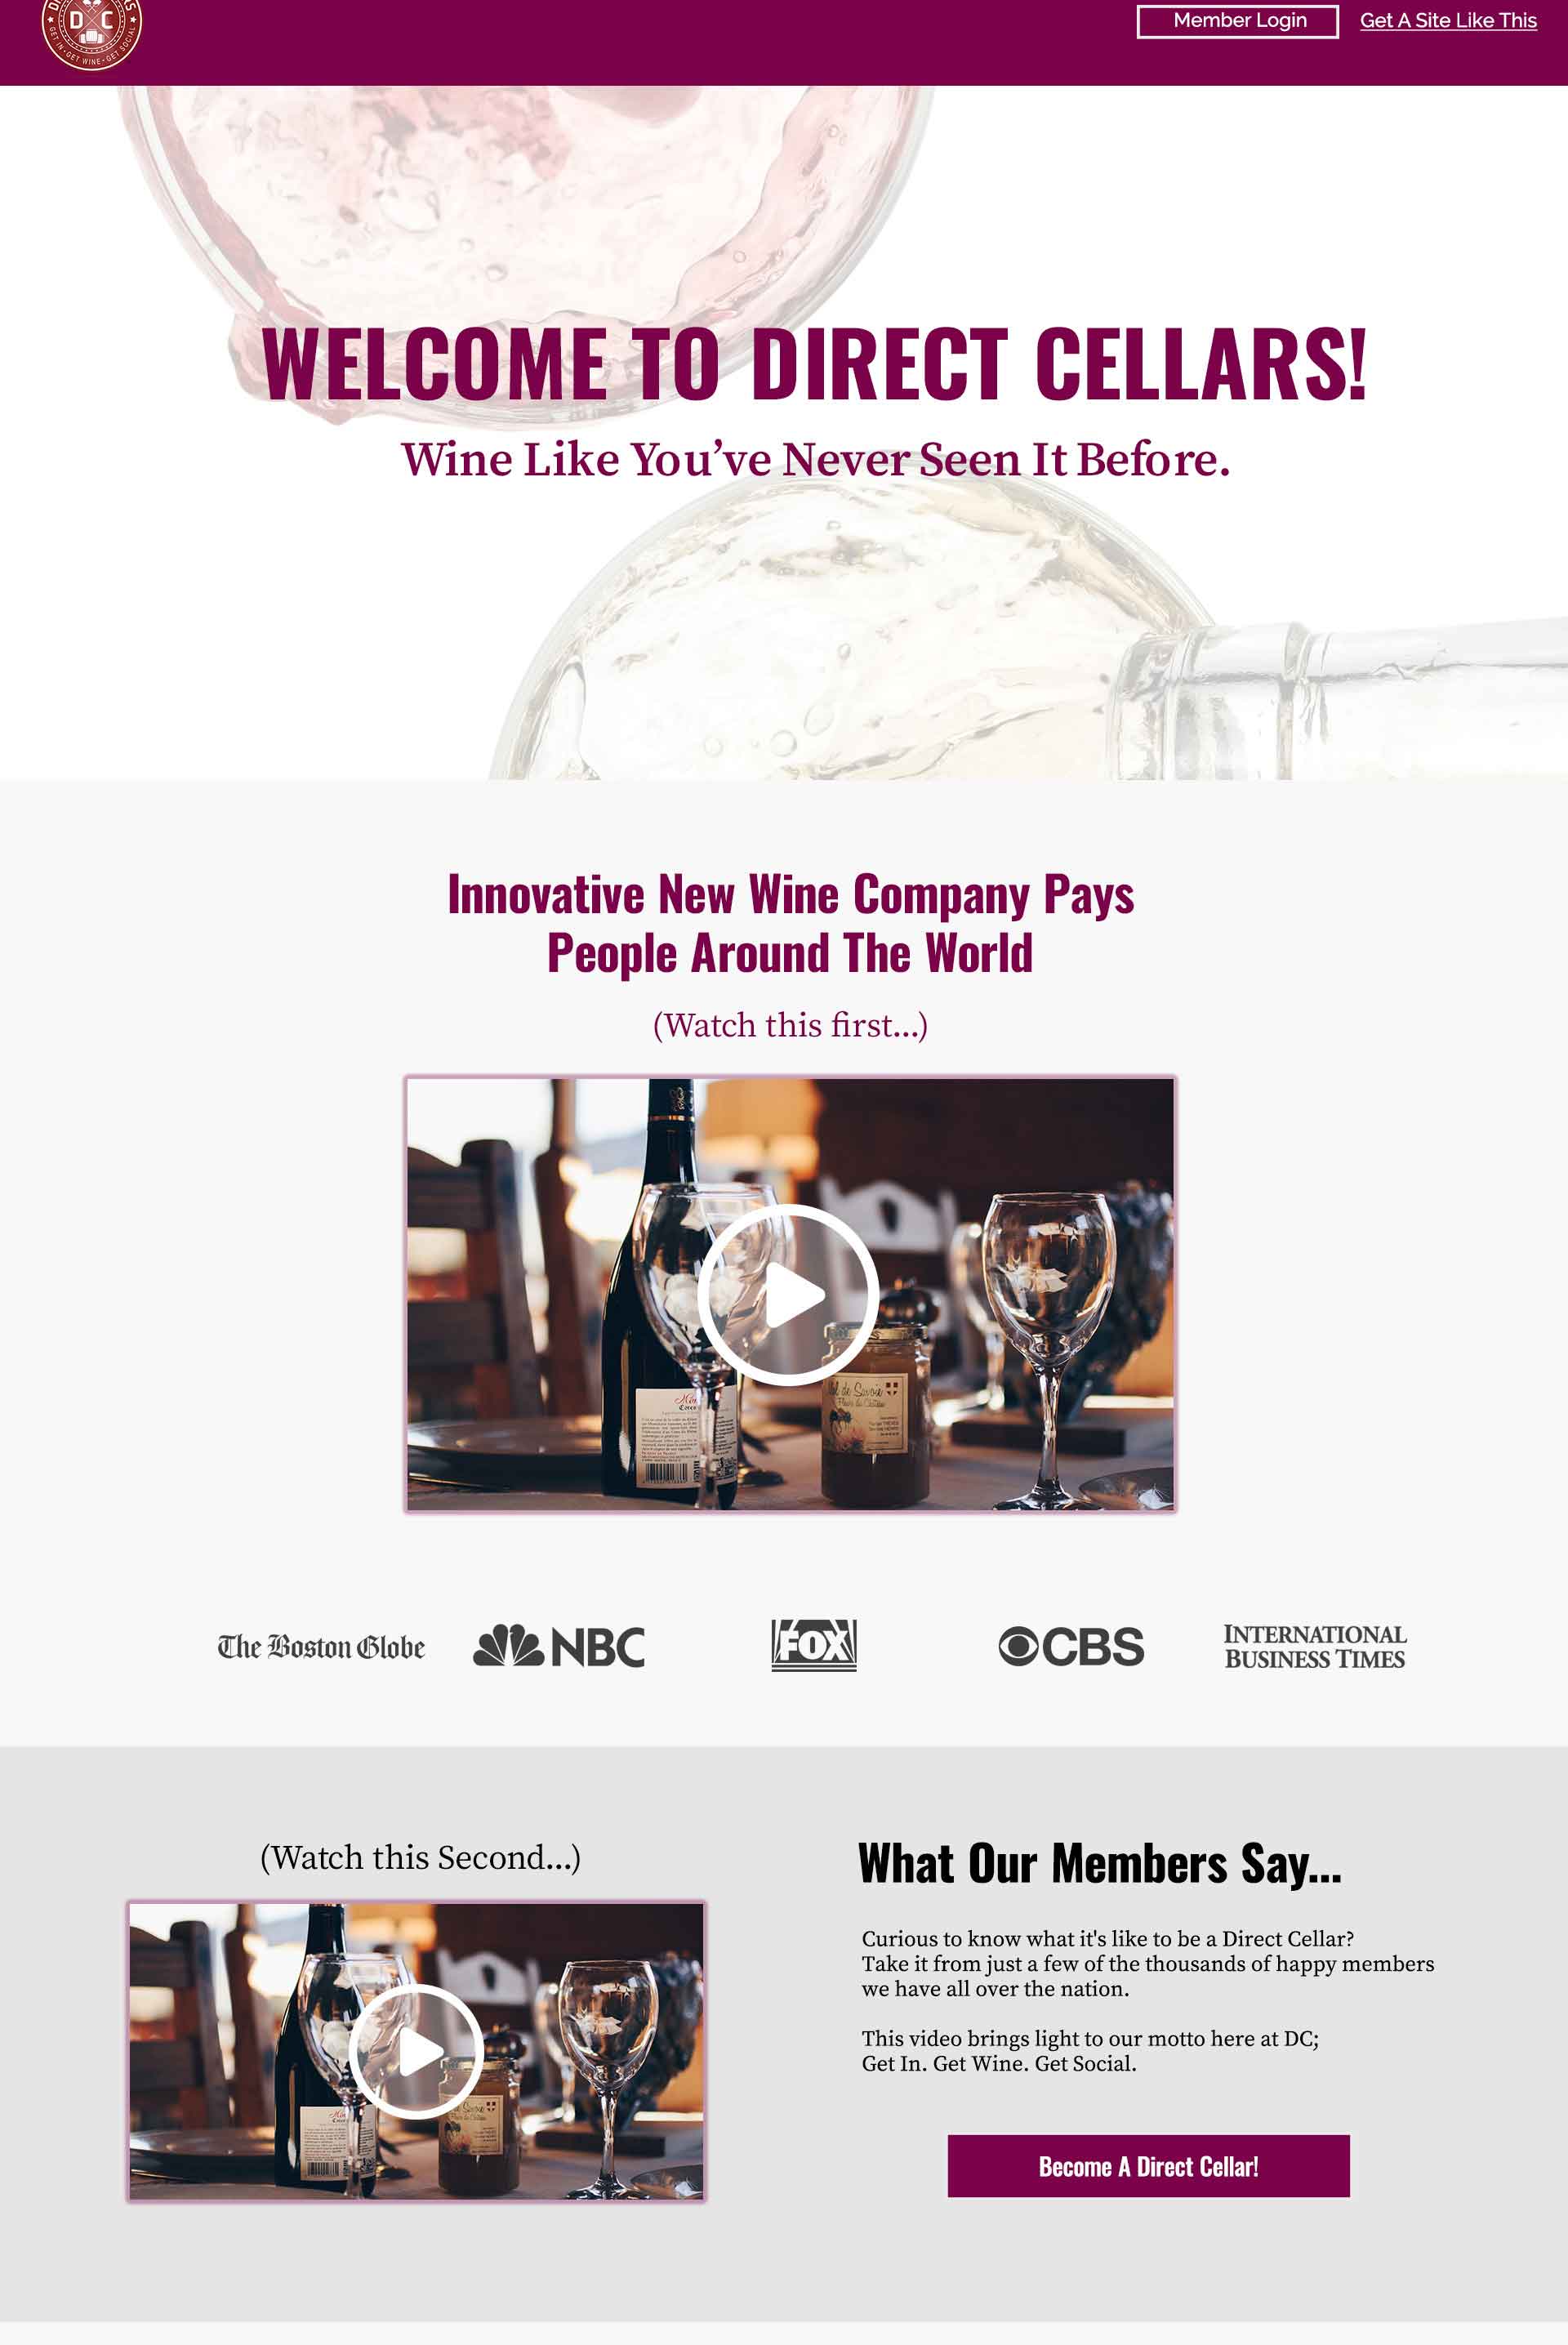 D C
GET IN • GET WINE • GET SOCIAL
Member Login
Get A Site Like This
WELCOME TO DIRECT CELLARS!
Wine Like You’ve Never Seen It Before.
Innovative New Wine Company Pays
People Around The World
(Watch this first...)
de Savoie
The Boston Globe
NBC
FOX
CBS
INTERNATIONAL
BUSINESS TIMES
(Watch this Second...)
de Savoie
What Our Members Say...
Curious to know what it's like to be a Direct Cellar?
Take it from just a few of the thousands of happy members
we have all over the nation.
This video brings light to our motto here at DC;
Get In. Get Wine. Get Social.
Become A Direct Cellar!